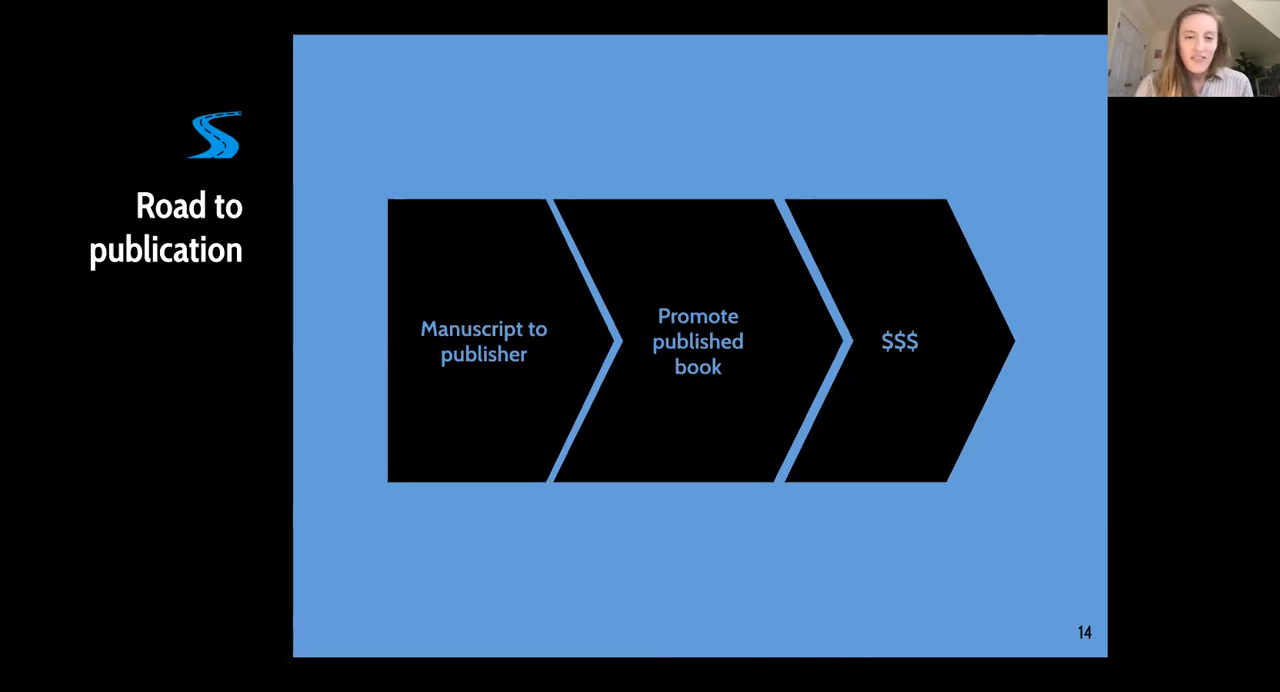 Road to
publication
Manuscript to
publisher
Promote
published
book
$$$
14